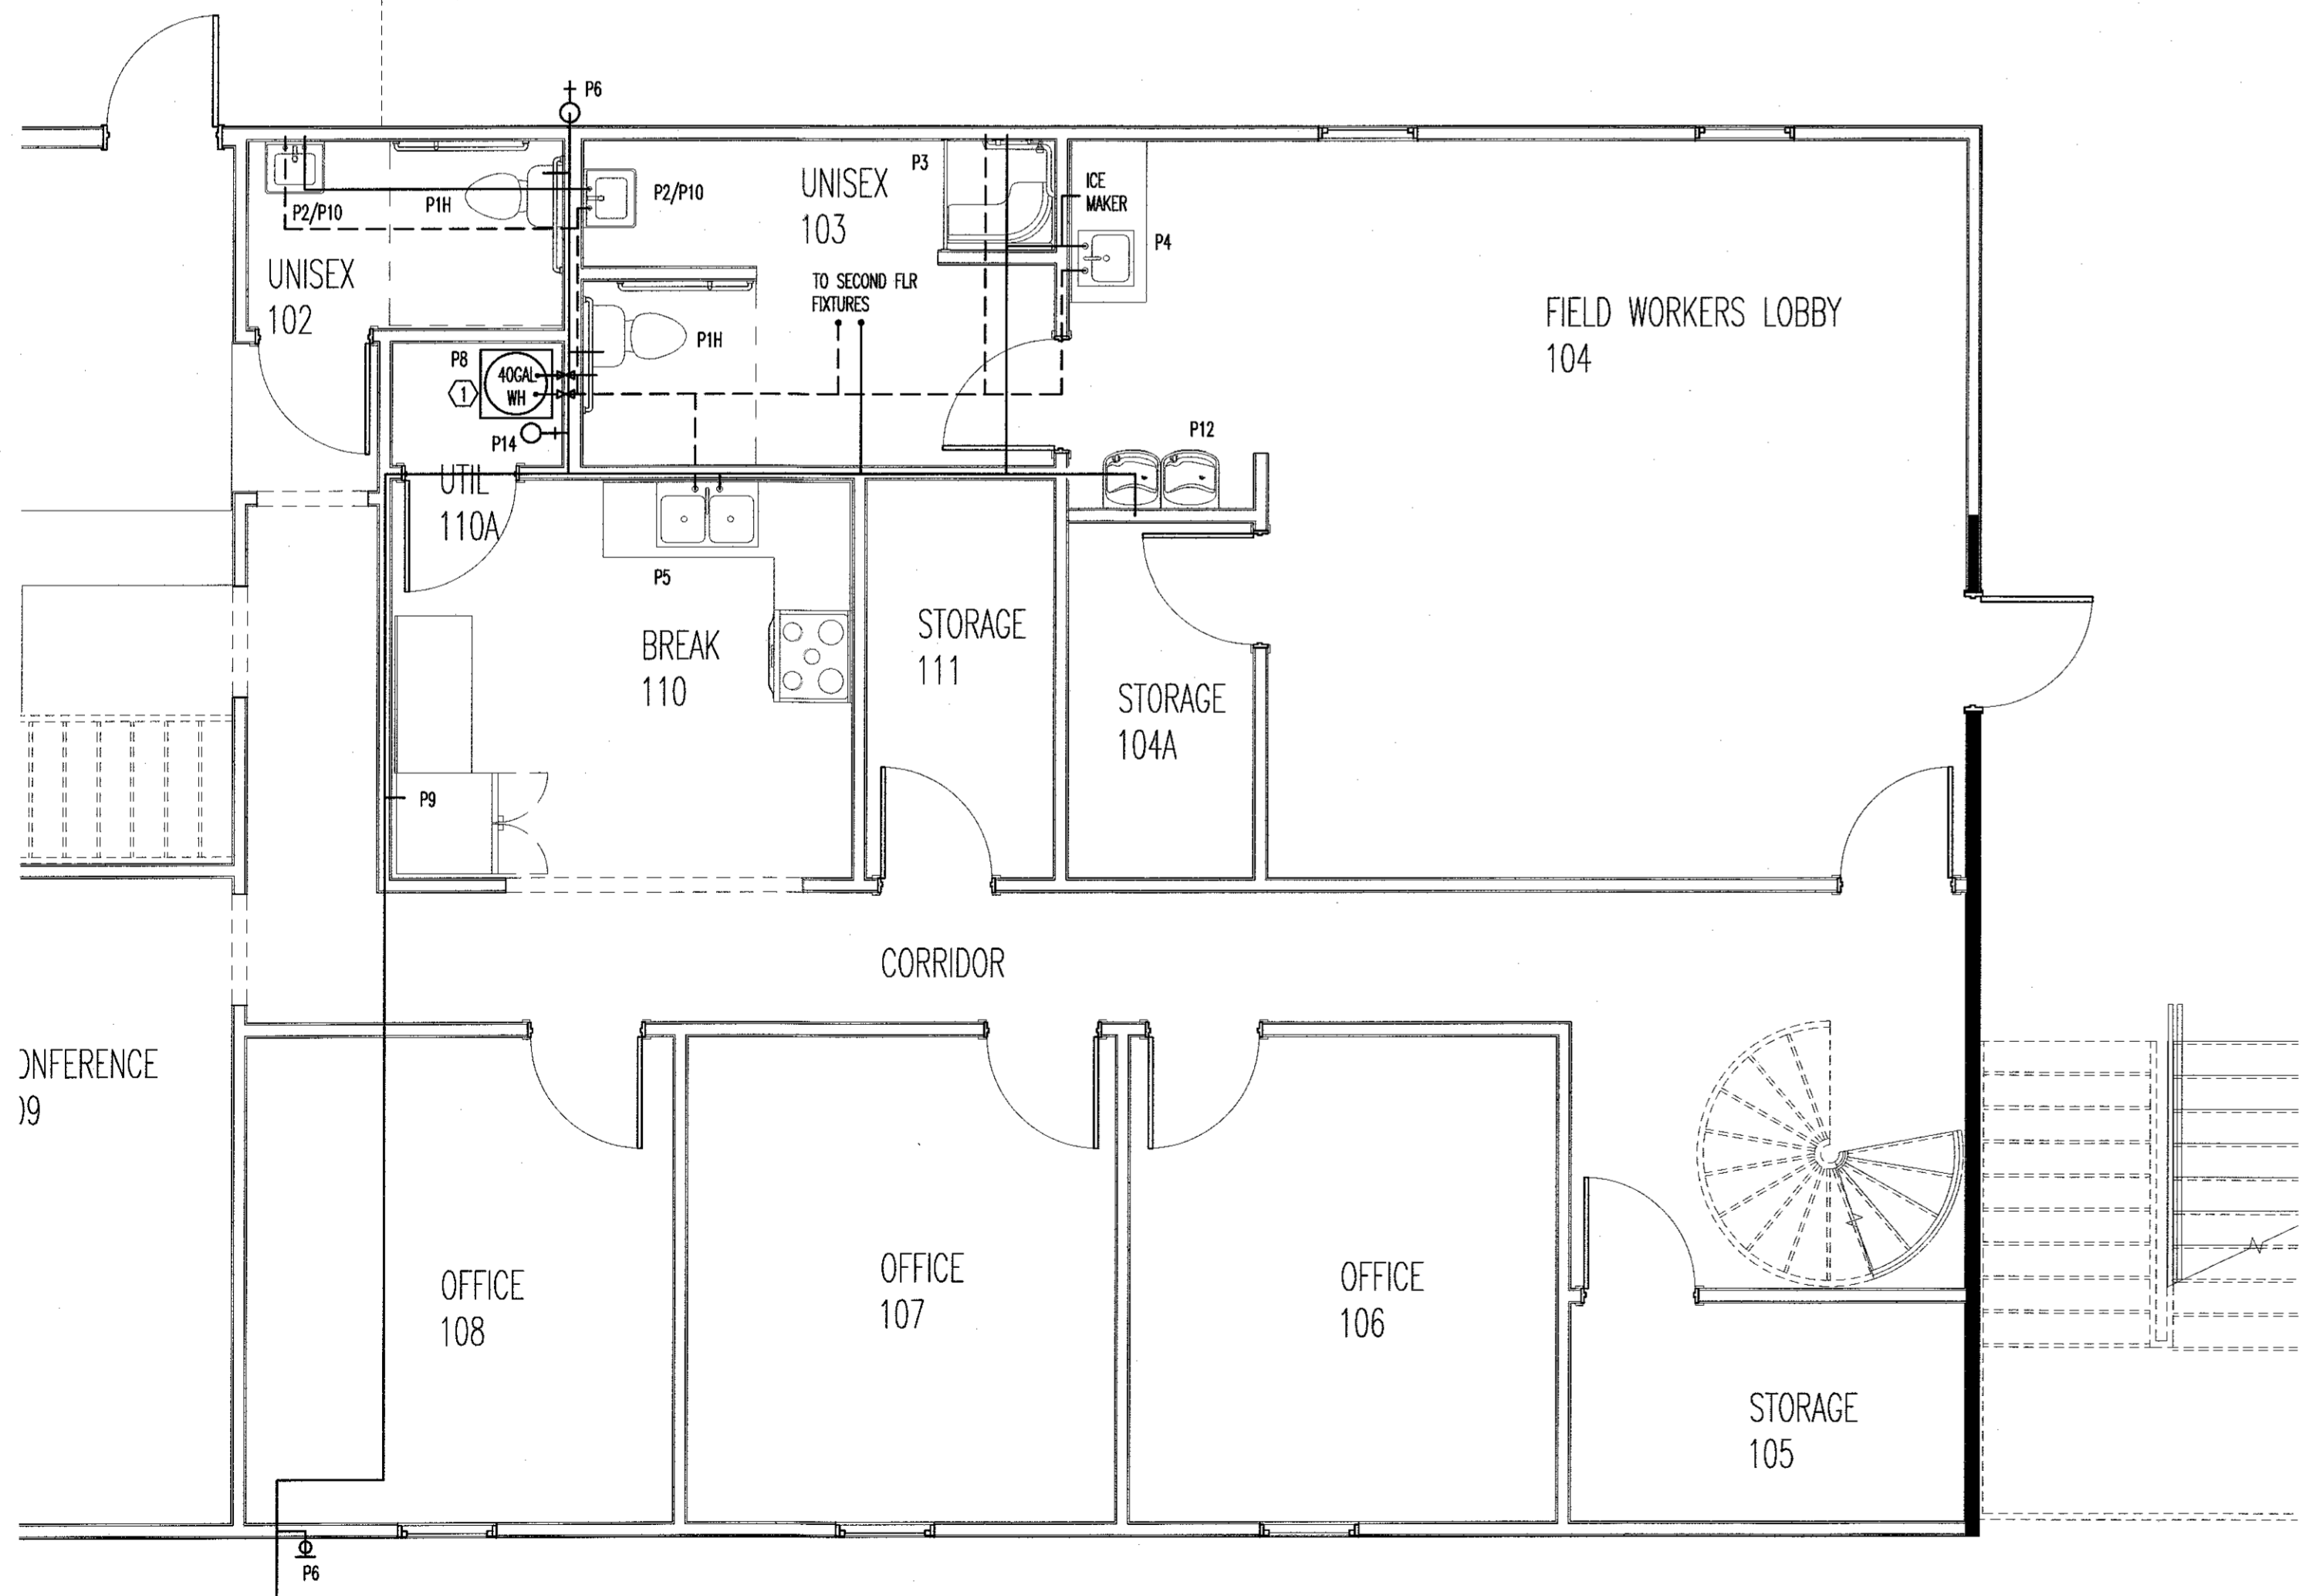 P6
P3
UNISEX
103
ICE
MAKER
P2/P10
P1H
P2/P10
P4
UNISEX
102
TO SECOND FLR
FIXTURES
FIELD WORKERS LOBBY
104
P1H
P8
1
40GAL
WH
P14
P12
UTIL
110A
P5
BREAK
110
STORAGE
111
STORAGE
104A
P9
CORRIDOR
ONFERENCE
09
OFFICE
108
OFFICE
107
OFFICE
106
STORAGE
105
P6